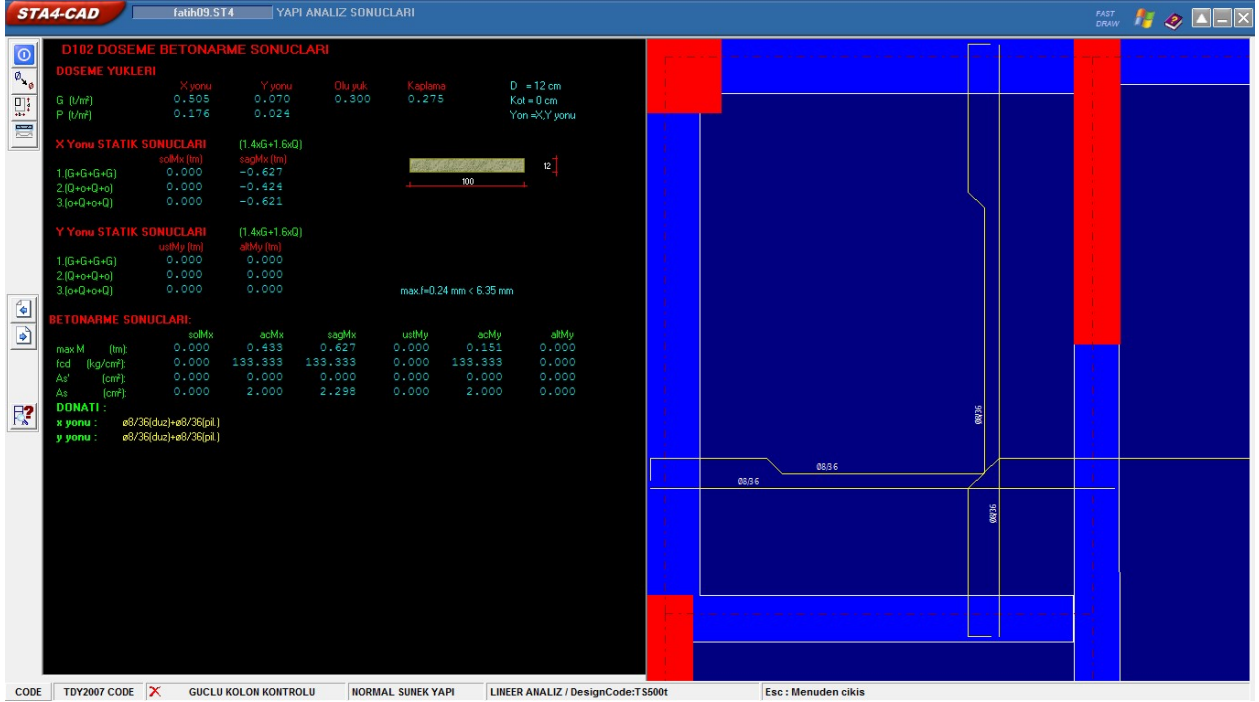 STA4-CAD fatih09.ST4 YAPI ANALIZ SONUCLARI FAST DRAW
D102 DOSEME BETONARME SONUCLARI
DOSEME YUKLERI
X yonu Y yonu Olu yuk Kaplama D = 12 cm
G (t/m²) 0.505 0.070 0.300 0.275 Kot = 0 cm
P (t/m²) 0.176 0.024 Yon =X,Y yonu
X Yonu STATIK SONUCLARI (1.4xG+1.6xQ)
solMx (tm) sagMx (tm)
1.(G+G+G+G) 0.000 -0.627
2.(Q+o+Q+o) 0.000 -0.424
3.(o+Q+o+Q) 0.000 -0.621
12
100
Y Yonu STATIK SONUCLARI (1.4xG+1.6xQ)
ustMy (tm) altMy (tm)
1.(G+G+G+G) 0.000 0.000
2.(Q+o+Q+o) 0.000 0.000
3.(o+Q+o+Q) 0.000 0.000 max.f=0.24 mm < 6.35 mm
BETONARME SONUCLARI:
solMx acMx sagMx ustMy acMy altMy
max M (tm): 0.000 0.433 0.627 0.000 0.151 0.000
fcd (kg/cm²): 0.000 133.333 133.333 0.000 133.333 0.000
As' (cm²): 0.000 0.000 0.000 0.000 0.000 0.000
As (cm²): 0.000 2.000 2.298 0.000 2.000 0.000
DONATI :
x yonu : ø8/36(duz)+ø8/36(pil.)
y yonu : ø8/36(duz)+ø8/36(pil.)
Ø8/36
Ø8/36
Ø8/36
Ø8/36
CODE TDY2007 CODE GUCLU KOLON KONTROLU NORMAL SUNEK YAPI LINEER ANALIZ / DesignCode:TS500t Esc : Menuden cikis